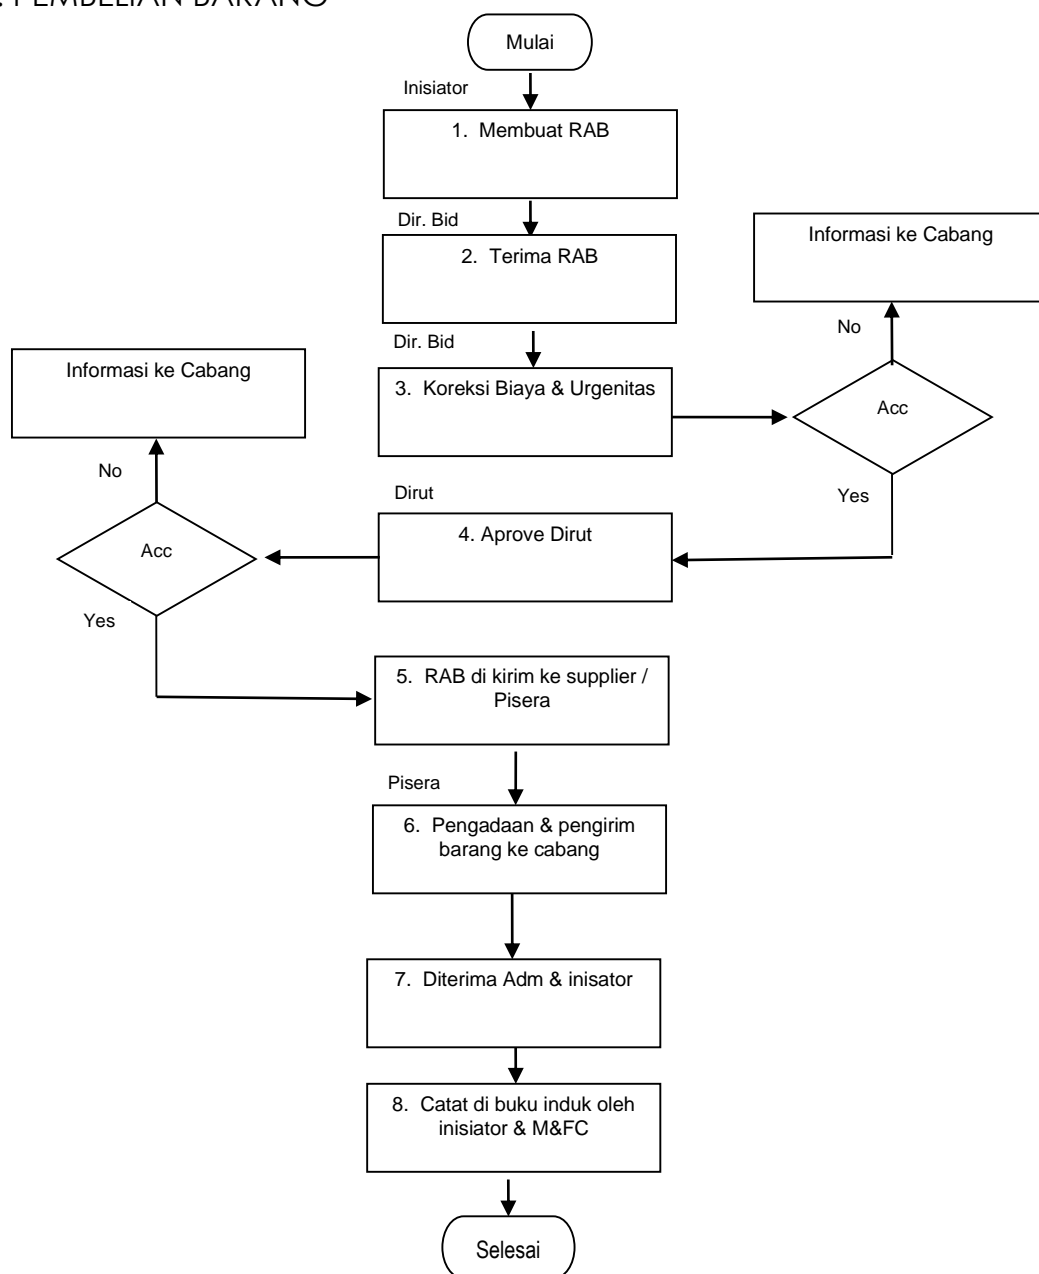 . PEMBELIAN BARANG
Mulai
Inisiator
1. Membuat RAB
Dir. Bid
2. Terima RAB
Informasi ke Cabang
No
Dir. Bid
3. Koreksi Biaya & Urgenitas
Acc
Informasi ke Cabang
No
Yes
Dirut
4. Aprove Dirut
Acc
Yes
5. RAB di kirim ke supplier /
Pisera
Pisera
6. Pengadaan & pengirim
barang ke cabang
7. Diterima Adm & inisator
8. Catat di buku induk oleh
inisiator & M&FC
Selesai